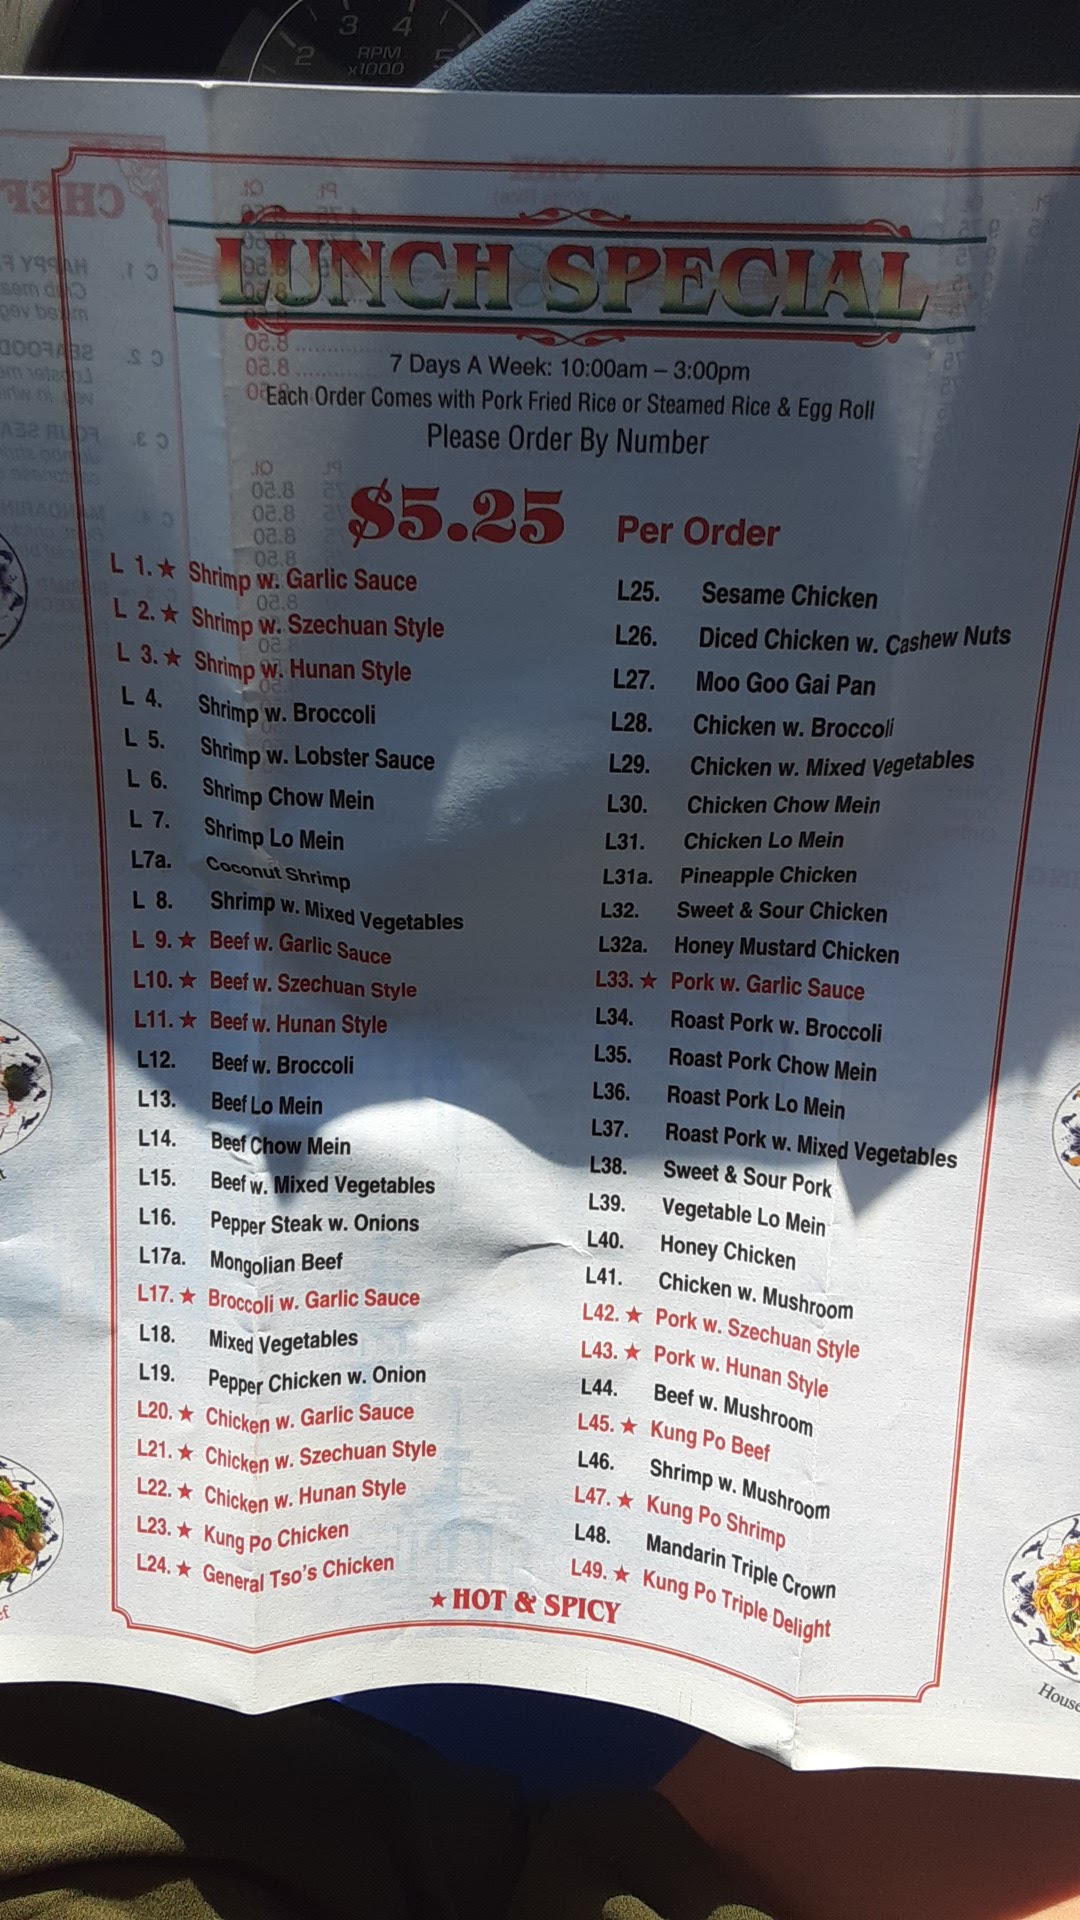 2 3 4 5
RPM
x1000
LUNCH SPECIAL
7 Days A Week: 10:00am – 3:00pm
Each Order Comes with Pork Fried Rice or Steamed Rice & Egg Roll
Please Order By Number
$5.25 Per Order
L 1. ★ Shrimp w. Garlic Sauce
L 2. ★ Shrimp w. Szechuan Style
L 3. ★ Shrimp w. Hunan Style
L 4. Shrimp w. Broccoli
L 5. Shrimp w. Lobster Sauce
L 6. Shrimp Chow Mein
L 7. Shrimp Lo Mein
L7a. Coconut Shrimp
L 8. Shrimp w. Mixed Vegetables
L 9. ★ Beef w. Garlic Sauce
L10. ★ Beef w. Szechuan Style
L11. ★ Beef w. Hunan Style
L12. Beef w. Broccoli
L13. Beef Lo Mein
L14. Beef Chow Mein
L15. Beef w. Mixed Vegetables
L16. Pepper Steak w. Onions
L17a. Mongolian Beef
L17. ★ Broccoli w. Garlic Sauce
L18. Mixed Vegetables
L19. Pepper Chicken w. Onion
L20. ★ Chicken w. Garlic Sauce
L21. ★ Chicken w. Szechuan Style
L22. ★ Chicken w. Hunan Style
L23. ★ Kung Po Chicken
L24. ★ General Tso's Chicken
L25. Sesame Chicken
L26. Diced Chicken w. Cashew Nuts
L27. Moo Goo Gai Pan
L28. Chicken w. Broccoli
L29. Chicken w. Mixed Vegetables
L30. Chicken Chow Mein
L31. Chicken Lo Mein
L31a. Pineapple Chicken
L32. Sweet & Sour Chicken
L32a. Honey Mustard Chicken
L33. ★ Pork w. Garlic Sauce
L34. Roast Pork w. Broccoli
L35. Roast Pork Chow Mein
L36. Roast Pork Lo Mein
L37. Roast Pork w. Mixed Vegetables
L38. Sweet & Sour Pork
L39. Vegetable Lo Mein
L40. Honey Chicken
L41. Chicken w. Mushroom
L42. ★ Pork w. Szechuan Style
L43. ★ Pork w. Hunan Style
L44. Beef w. Mushroom
L45. ★ Kung Po Beef
L46. Shrimp w. Mushroom
L47. ★ Kung Po Shrimp
L48. Mandarin Triple Crown
L49. ★ Kung Po Triple Delight
★ HOT & SPICY
House